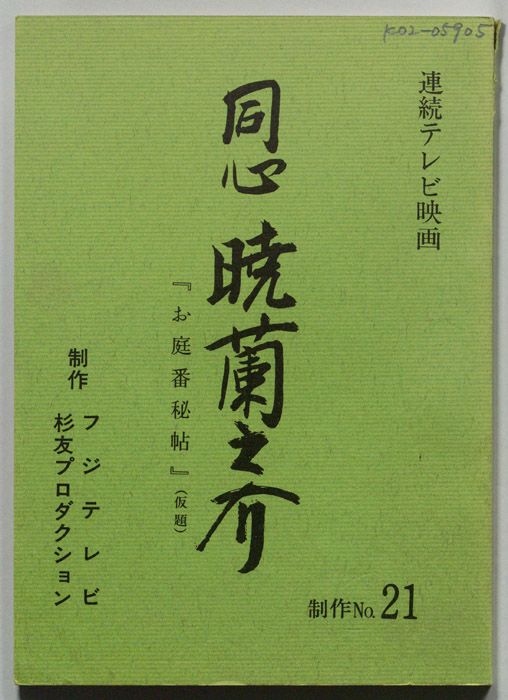 K02-05905
連続テレビ映画
同心 暁蘭之介
『お庭番秘帖』(仮題)
制作
フジテレビ
杉友プロダクション
制作No.21